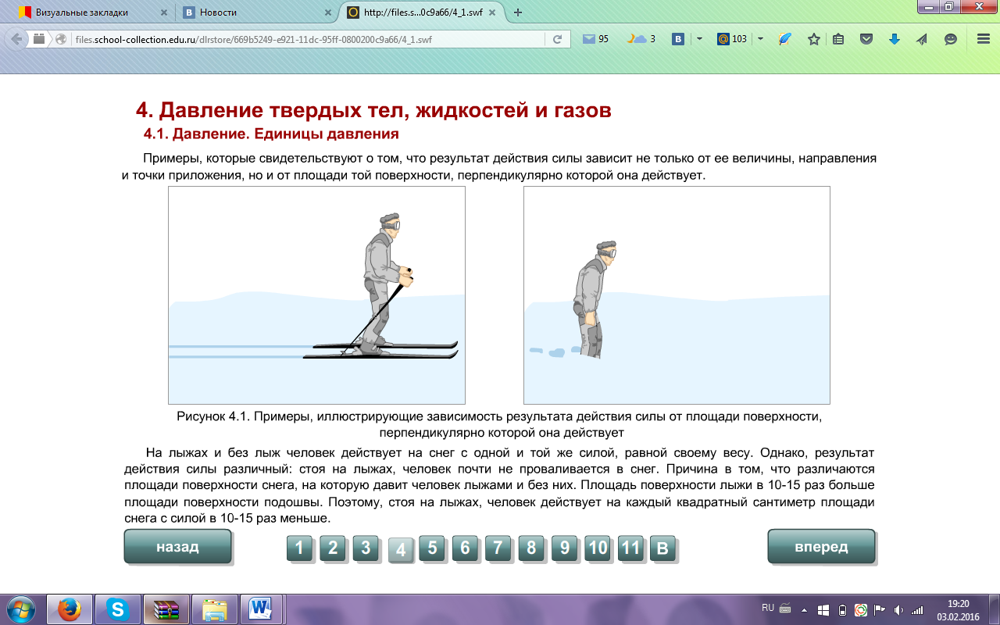 Визуальные закладки
Новости
http://files.s...0c9a66/4_1.swf
files.school-collection.edu.ru/dlrstore/669b5249-e921-11dc-95ff-0800200c9a66/4_1.swf
95
3
В
103
4. Давление твердых тел, жидкостей и газов
4.1. Давление. Единицы давления
Примеры, которые свидетельствуют о том, что результат действия силы зависит не только от ее величины, направления
и точки приложения, но и от площади той поверхности, перпендикулярно которой она действует.
Рисунок 4.1. Примеры, иллюстрирующие зависимость результата действия силы от площади поверхности,
перпендикулярно которой она действует
На лыжах и без лыж человек действует на снег с одной и той же силой, равной своему весу. Однако, результат
действия силы различный: стоя на лыжах, человек почти не проваливается в снег. Причина в том, что различаются
площади поверхности снега, на которую давит человек лыжами и без них. Площадь поверхности лыжи в 10-15 раз больше
площади поверхности подошвы. Поэтому, стоя на лыжах, человек действует на каждый квадратный сантиметр площади
снега с силой в 10-15 раз меньше.
назад
1 2 3 4 5 6 7 8 9 10 11 В
вперед
RU
19:20
03.02.2016